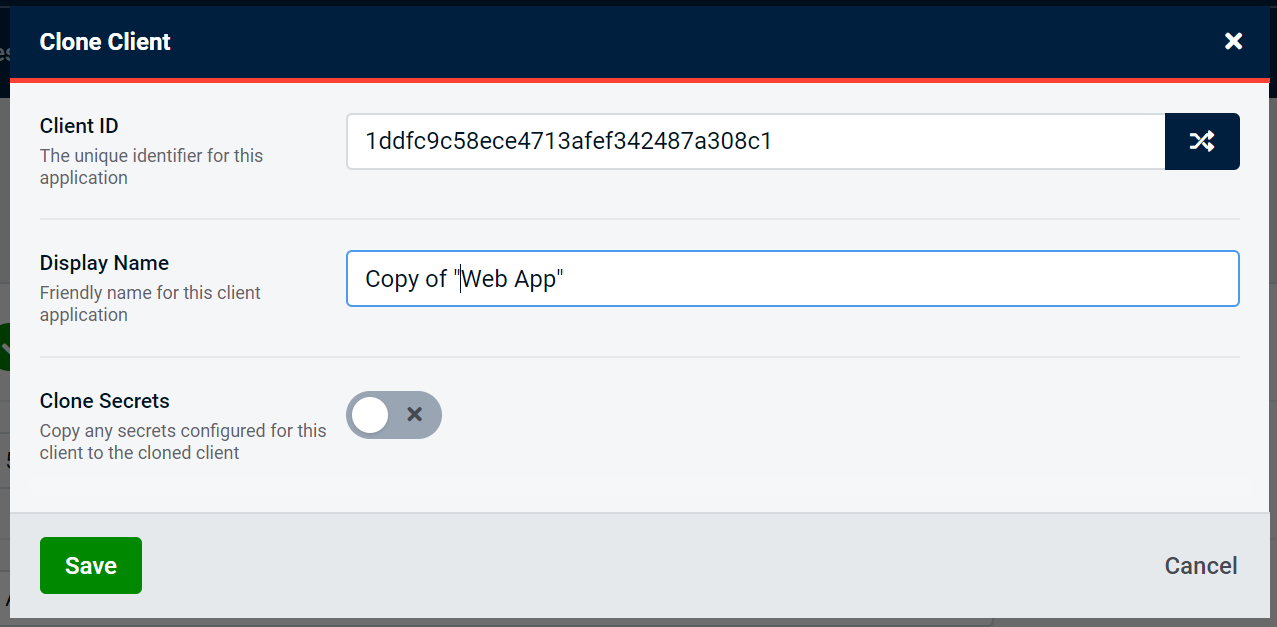 Clone Client
Client ID
The unique identifier for this
application
1ddfc9c58ece4713afef342487a308c1
Display Name
Friendly name for this client
application
Copy of "Web App"
Clone Secrets
Copy any secrets configured for this
client to the cloned client
Save
Cancel